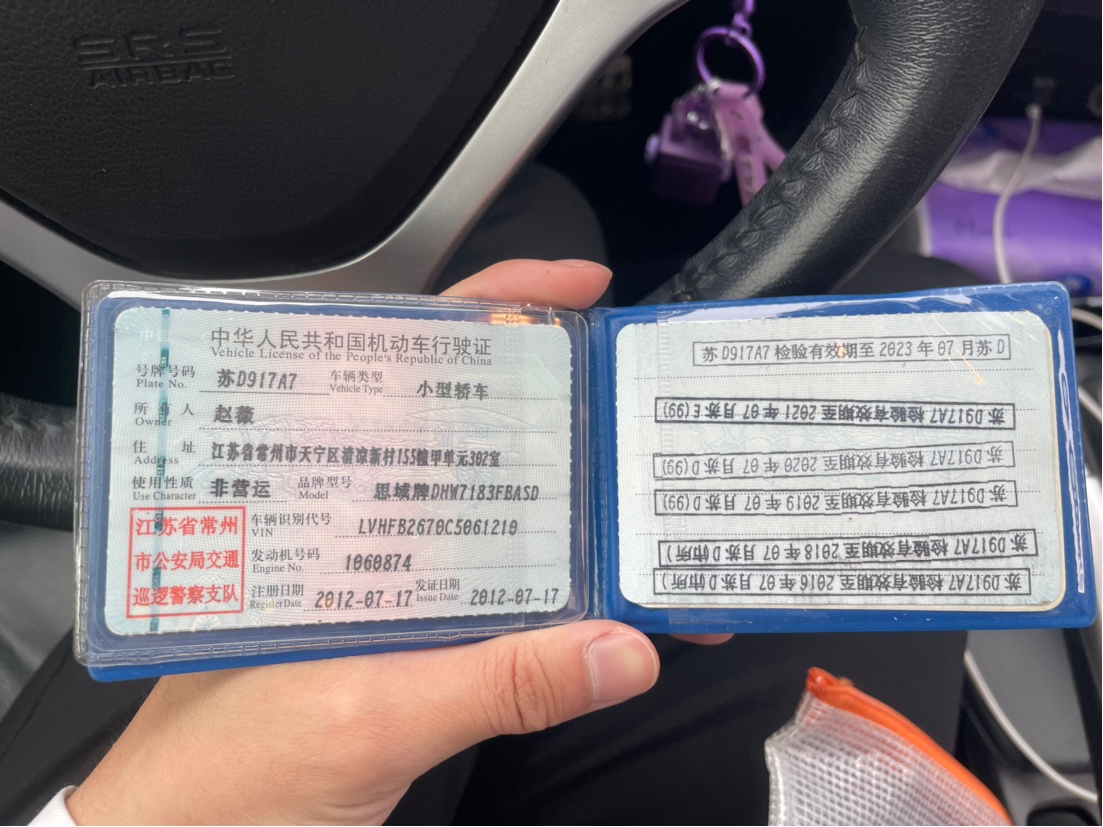 SRS
AIRBAG
中华人民共和国机动车行驶证
Vehicle License of the People's Republic of China
号牌号码 苏D917A7 车辆类型 小型轿车
Plate No. Vehicle Type
所有人 赵薇
Owner
住址 江苏省常州市天宁区清凉新村155幢甲单元302室
Address
使用性质 非营运 品牌型号 思域牌DHW7183FBASD
Use Character Model
江苏省常州
市公安局交通
巡逻警察支队
车辆识别代号 LVHFB2670C5061210
VIN
发动机号码 1060874
Engine No.
注册日期 2012-07-17 发证日期 2012-07-17
Register Date Issue Date
苏D917A7检验有效期至2023年07月苏D
苏D917A7 检验有效期至 2021年07月苏E(99)
苏D917A7 检验有效期至 2020年07月苏D(99)
苏D917A7 检验有效期至 2019年07月苏D(99)
苏D917A7 检验有效期至 2018年07月苏D(市所)
苏D917A7 检验有效期至 2016年07月苏D(市所)